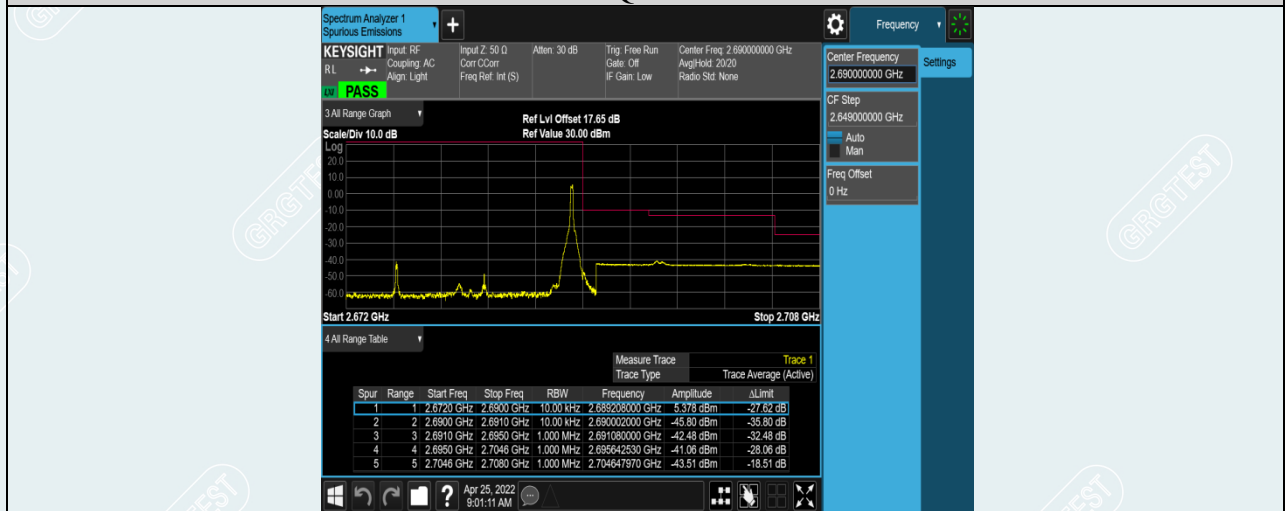 Spectrum Analyzer 1
Spurious Emissions
+
Frequency
KEYSIGHT Input: RF Input Z: 50 Ω Atten: 30 dB Trig: Free Run Center Freq: 2.690000000 GHz
RL Coupling: AC Corr CCorr Gate: Off Avg|Hold: 20/20
Align: Light Freq Ref: Int (S) IF Gain: Low Radio Std: None
PASS
Center Frequency
2.690000000 GHz
Settings
CF Step
2.649000000 GHz
Auto
Man
Freq Offset
0 Hz
3 All Range Graph
Ref Lvl Offset 17.65 dB
Scale/Div 10.0 dB Ref Value 30.00 dBm
Log
20.0
10.0
0.00
-10.0
-20.0
-30.0
-40.0
-50.0
-60.0
Start 2.672 GHz Stop 2.708 GHz
4 All Range Table
Measure Trace Trace 1
Trace Type Trace Average (Active)
Spur Range Start Freq Stop Freq RBW Frequency Amplitude ΔLimit
1 1 2.6720 GHz 2.6900 GHz 10.00 kHz 2.689208000 GHz 5.378 dBm -27.62 dB
2 2 2.6900 GHz 2.6910 GHz 10.00 kHz 2.690002000 GHz -45.80 dBm -35.80 dB
3 3 2.6910 GHz 2.6950 GHz 1.000 MHz 2.691080000 GHz -42.48 dBm -32.48 dB
4 4 2.6950 GHz 2.7046 GHz 1.000 MHz 2.695642530 GHz -41.06 dBm -28.06 dB
5 5 2.7046 GHz 2.7080 GHz 1.000 MHz 2.704647970 GHz -43.51 dBm -18.51 dB
?
Apr 25, 2022
9:01:11 AM
GRGTEST
GRGTEST